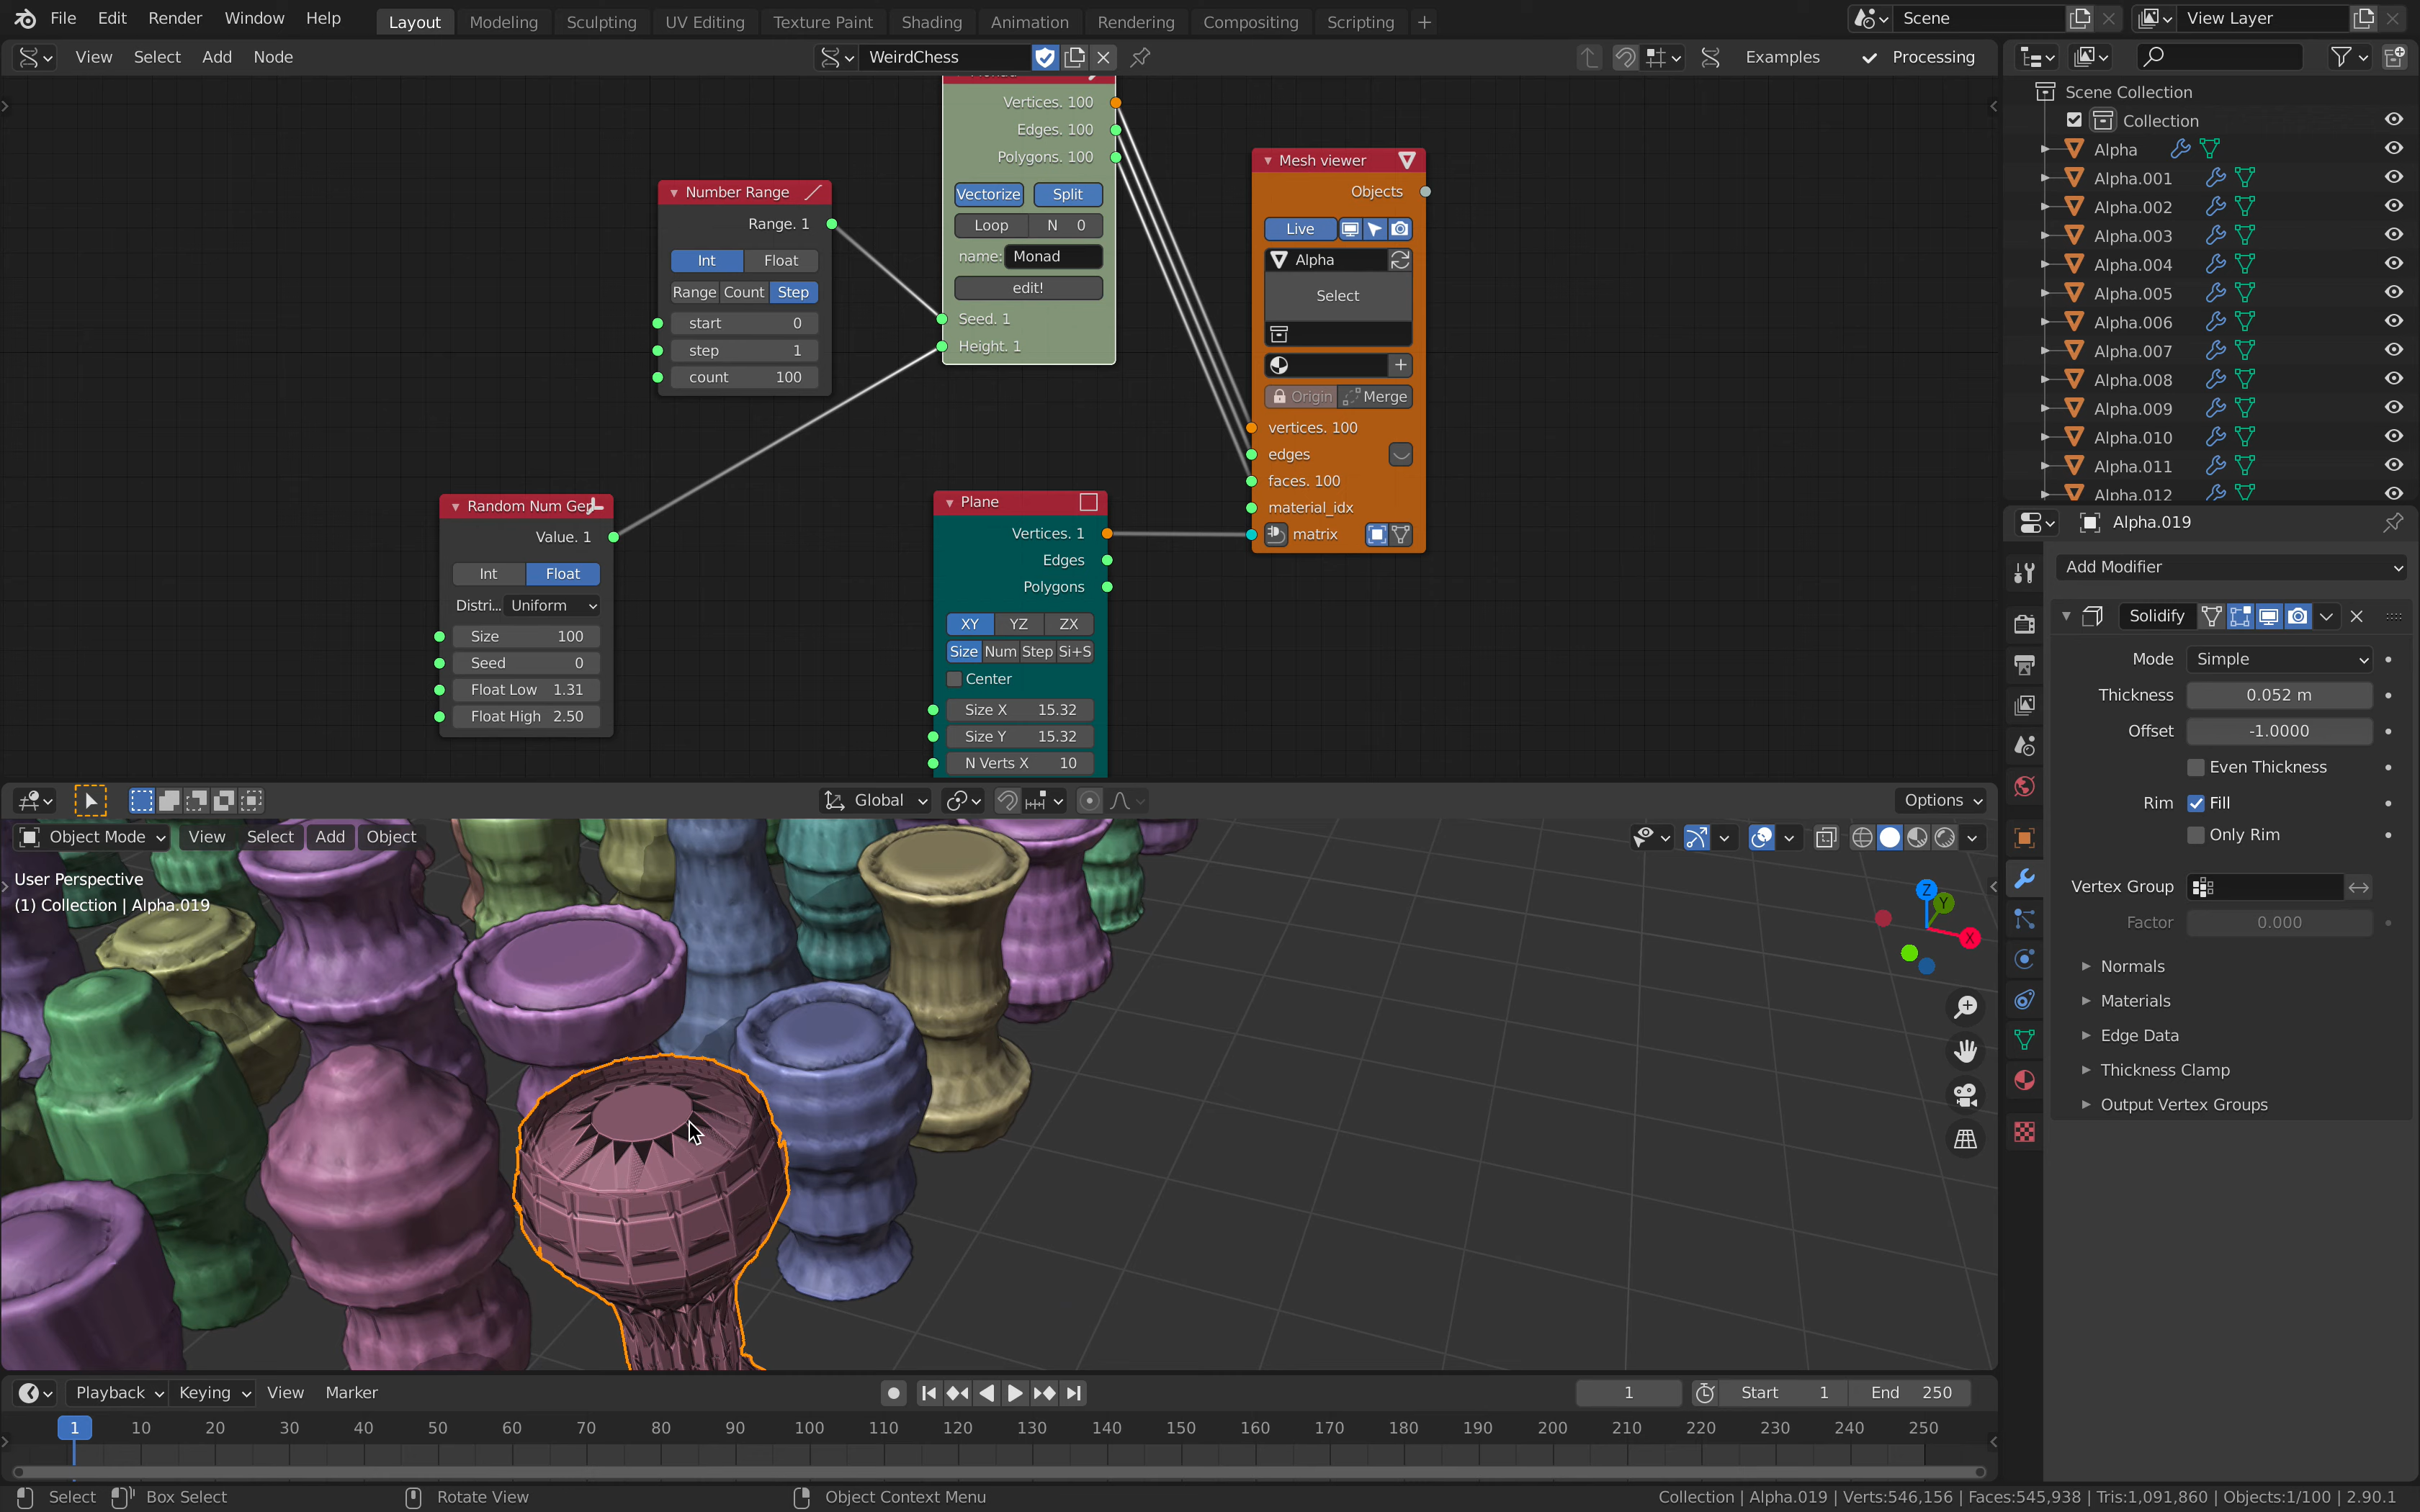 File Edit Render Window Help Layout Modeling Sculpting UV Editing Texture Paint Shading Animation Rendering Compositing Scripting + Scene View Layer
View Select Add Node WeirdChess Examples Processing
Vertices. 100
Edges. 100
Polygons. 100
Vectorize Split
Loop N 0
name: Monad
edit!
Seed. 1
Height. 1
Number Range
Range. 1
Int Float
Range Count Step
start 0
step 1
count 100
Mesh viewer
Objects
Live
Alpha
Select
Origin Merge
vertices. 100
edges
faces. 100
material_idx
matrix
Random Num Gen
Value. 1
Int Float
Distri... Uniform
Size 100
Seed 0
Float Low 1.31
Float High 2.50
Plane
Vertices. 1
Edges
Polygons
XY YZ ZX
Size Num Step Si+S
Center
Size X 15.32
Size Y 15.32
N Verts X 10
Scene Collection
Collection
Alpha
Alpha.001
Alpha.002
Alpha.003
Alpha.004
Alpha.005
Alpha.006
Alpha.007
Alpha.008
Alpha.009
Alpha.010
Alpha.011
Alpha.012
Alpha.019
Add Modifier
Solidify
Mode Simple
Thickness 0.052 m
Offset -1.0000
Even Thickness
Rim Fill
Only Rim
Vertex Group
Factor 0.000
Normals
Materials
Edge Data
Thickness Clamp
Output Vertex Groups
Global Options
Object Mode View Select Add Object
User Perspective
(1) Collection | Alpha.019
Z
Y
X
Playback Keying View Marker 1 Start 1 End 250
1 10 20 30 40 50 60 70 80 90 100 110 120 130 140 150 160 170 180 190 200 210 220 230 240 250
Select Box Select Rotate View Object Context Menu Collection | Alpha.019 | Verts:546,156 | Faces:545,938 | Tris:1,091,860 | Objects:1/100 | 2.90.1